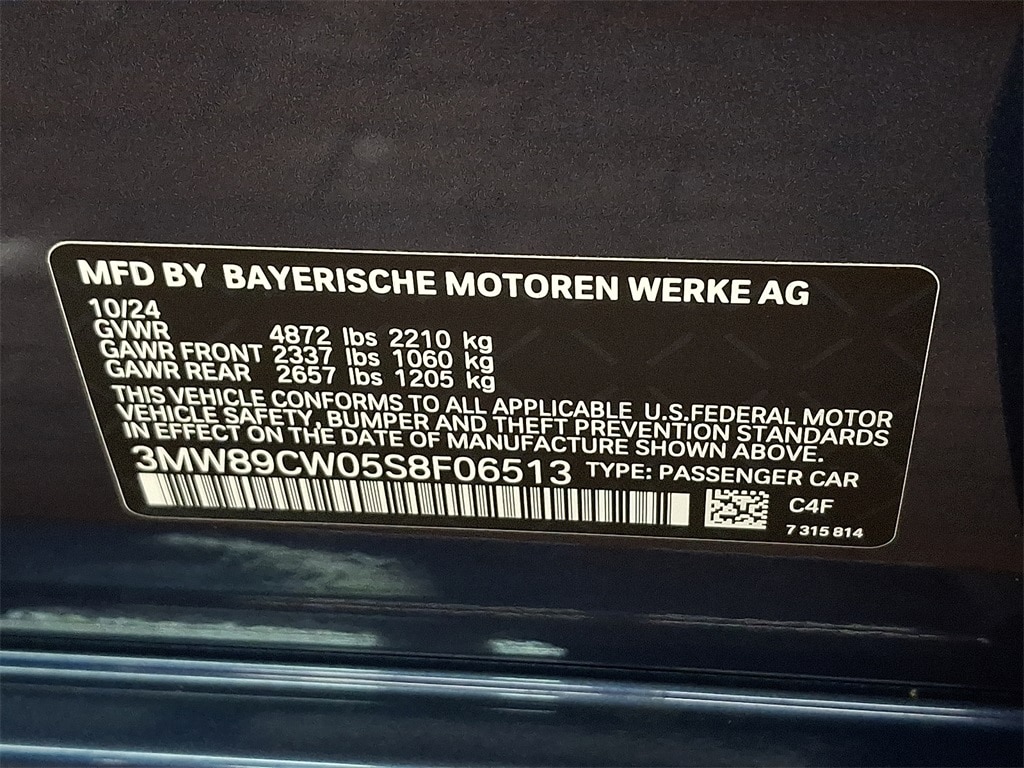 MFD BY BAYERISCHE MOTOREN WERKE AG
10/24
GVWR 4872 lbs 2210 kg
GAWR FRONT 2337 lbs 1060 kg
GAWR REAR 2657 lbs 1205 kg
THIS VEHICLE CONFORMS TO ALL APPLICABLE U.S.FEDERAL MOTOR
VEHICLE SAFETY, BUMPER AND THEFT PREVENTION STANDARDS
IN EFFECT ON THE DATE OF MANUFACTURE SHOWN ABOVE.
3MW89CW05S8F06513 TYPE: PASSENGER CAR
C4F
7 315 814